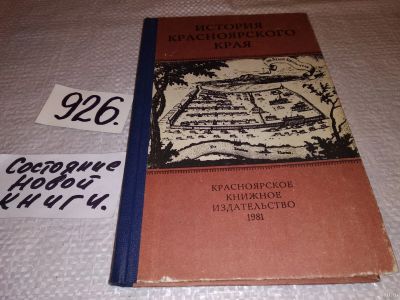 ИСТОРИЯ
КРАСНОЯРСКОГО
КРАЯ
926.
Состояние
новой
книги.
КРАСНОЯРСКОЕ
КНИЖНОЕ
ИЗДАТЕЛЬСТВО
1981